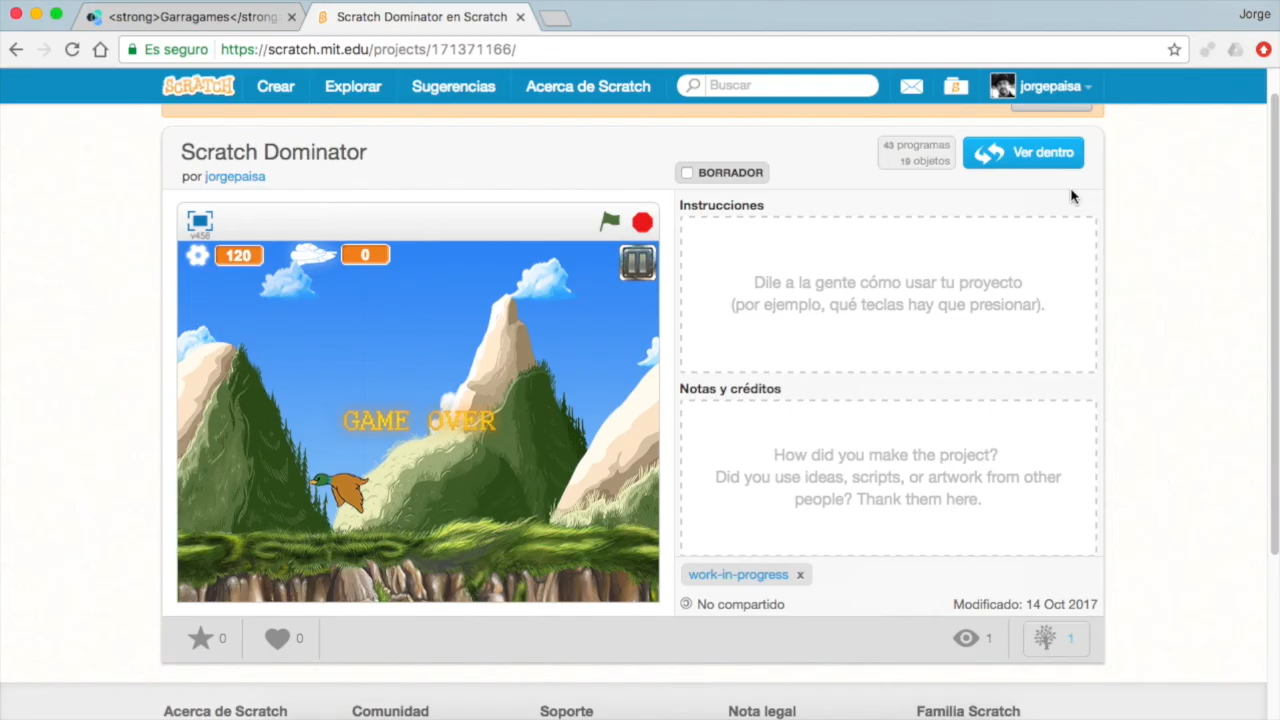 <strong>Garragames</strong>
Scratch Dominator en Scratch
Jorge
Es seguro
https://scratch.mit.edu/projects/171371166/
SCRATCH
Crear
Explorar
Sugerencias
Acerca de Scratch
Buscar
jorgepaisa
Scratch Dominator
por jorgepaisa
BORRADOR
43 programas
19 objetos
Ver dentro
v456
120
0
GAME OVER
Instrucciones
Dile a la gente cómo usar tu proyecto
(por ejemplo, qué teclas hay que presionar).
Notas y créditos
How did you make the project?
Did you use ideas, scripts, or artwork from other
people? Thank them here.
work-in-progress x
No compartido
Modificado: 14 Oct 2017
0
0
1
1
Acerca de Scratch
Comunidad
Soporte
Nota legal
Familia Scratch